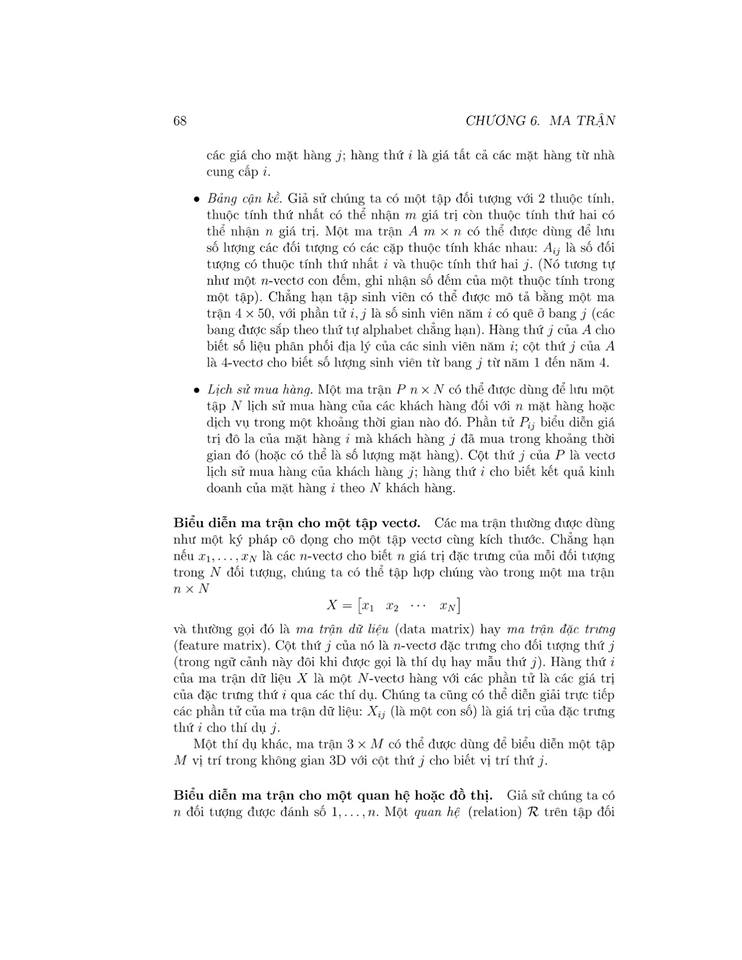 68 CHƯƠNG 6. MA TRẬN
các giá cho mặt hàng j; hàng thứ i là giá tất cả các mặt hàng từ nhà
cung cấp i.
• Bảng cận kề. Giả sử chúng ta có một tập đối tượng với 2 thuộc tính,
thuộc tính thứ nhất có thể nhận m giá trị còn thuộc tính thứ hai có
thể nhận n giá trị. Một ma trận A m × n có thể được dùng để lưu
số lượng các đối tượng có các cặp thuộc tính khác nhau: Aij là số đối
tượng có thuộc tính thứ nhất i và thuộc tính thứ hai j. (Nó tương tự
như một n-vectơ con đếm, ghi nhận số đếm của một thuộc tính trong
một tập). Chẳng hạn tập sinh viên có thể được mô tả bằng một ma
trận 4 × 50, với phần tử i, j là số sinh viên năm i có quê ở bang j (các
bang được sắp theo thứ tự alphabet chẳng hạn). Hàng thứ j của A cho
biết số liệu phân phối địa lý của các sinh viên năm i; cột thứ j của A
là 4-vectơ cho biết số lượng sinh viên từ bang j từ năm 1 đến năm 4.
• Lịch sử mua hàng. Một ma trận P n × N có thể được dùng để lưu một
tập N lịch sử mua hàng của các khách hàng đối với n mặt hàng hoặc
dịch vụ trong một khoảng thời gian nào đó. Phần tử Pij biểu diễn giá
trị đô la của mặt hàng i mà khách hàng j đã mua trong khoảng thời
gian đó (hoặc có thể là số lượng mặt hàng). Cột thứ j của P là vectơ
lịch sử mua hàng của khách hàng j; hàng thứ i cho biết kết quả kinh
doanh của mặt hàng i theo N khách hàng.
Biểu diễn ma trận cho một tập vectơ. Các ma trận thường được dùng
như một ký pháp cô đọng cho một tập vectơ cùng kích thước. Chẳng hạn
nếu x1, . . . , xN là các n-vectơ cho biết n giá trị đặc trưng của mỗi đối tượng
trong N đối tượng, chúng ta có thể tập hợp chúng vào trong một ma trận
n × N
X = [x1 x2 ··· xN]
và thường gọi đó là ma trận dữ liệu (data matrix) hay ma trận đặc trưng
(feature matrix). Cột thứ j của nó là n-vectơ đặc trưng cho đối tượng thứ j
(trong ngữ cảnh này đôi khi được gọi là thí dụ hay mẫu thứ j). Hàng thứ i
của ma trận dữ liệu X là một N-vectơ hàng với các phần tử là các giá trị
của đặc trưng thứ i qua các thí dụ. Chúng ta cũng có thể diễn giải trực tiếp
các phần tử của ma trận dữ liệu: Xij (là một con số) là giá trị của đặc trưng
thứ i cho thí dụ j.
Một thí dụ khác, ma trận 3 × M có thể được dùng để biểu diễn một tập
M vị trí trong không gian 3D với cột thứ j cho biết vị trí thứ j.
Biểu diễn ma trận cho một quan hệ hoặc đồ thị. Giả sử chúng ta có
n đối tượng được đánh số 1, . . . , n. Một quan hệ (relation) R trên tập đối